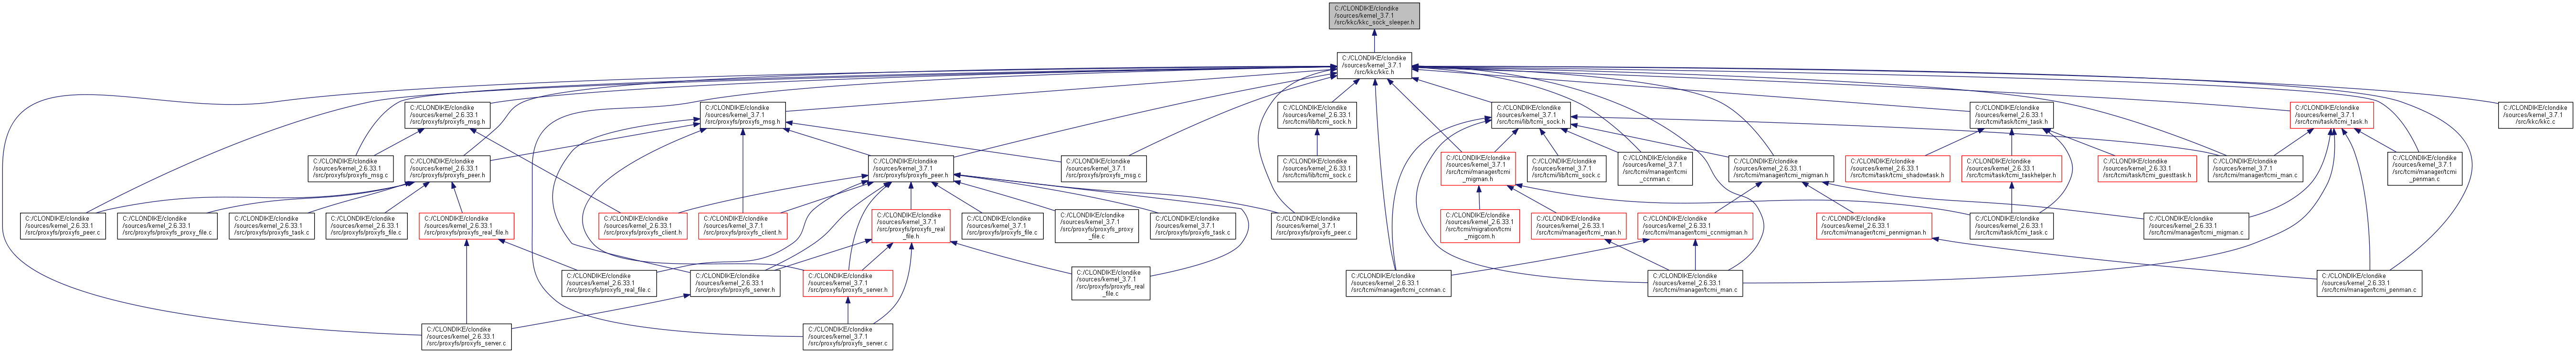 C:/CLONDIKE/clondike
/sources/kernel_3.7.1
/src/kkc/kkc_sock_sleeper.h
C:/CLONDIKE/clondike
/sources/kernel_3.7.1
/src/kkc/kkc.h
C:/CLONDIKE/clondike
/sources/kernel_2.6.33.1
/src/proxyfs/proxyfs_msg.h
C:/CLONDIKE/clondike
/sources/kernel_3.7.1
/src/proxyfs/proxyfs_msg.h
C:/CLONDIKE/clondike
/sources/kernel_2.6.33.1
/src/tcmi/lib/tcmi_sock.h
C:/CLONDIKE/clondike
/sources/kernel_3.7.1
/src/tcmi/lib/tcmi_sock.h
C:/CLONDIKE/clondike
/sources/kernel_2.6.33.1
/src/tcmi/task/tcmi_task.h
C:/CLONDIKE/clondike
/sources/kernel_3.7.1
/src/tcmi/task/tcmi_task.h
C:/CLONDIKE/clondike
/sources/kernel_3.7.1
/src/kkc/kkc.c
C:/CLONDIKE/clondike
/sources/kernel_2.6.33.1
/src/proxyfs/proxyfs_msg.c
C:/CLONDIKE/clondike
/sources/kernel_2.6.33.1
/src/proxyfs/proxyfs_peer.h
C:/CLONDIKE/clondike
/sources/kernel_3.7.1
/src/proxyfs/proxyfs_peer.h
C:/CLONDIKE/clondike
/sources/kernel_3.7.1
/src/proxyfs/proxyfs_msg.c
C:/CLONDIKE/clondike
/sources/kernel_2.6.33.1
/src/tcmi/lib/tcmi_sock.c
C:/CLONDIKE/clondike
/sources/kernel_3.7.1
/src/tcmi/manager/tcmi
_migman.h
C:/CLONDIKE/clondike
/sources/kernel_3.7.1
/src/tcmi/lib/tcmi_sock.c
C:/CLONDIKE/clondike
/sources/kernel_3.7.1
/src/tcmi/manager/tcmi
_ccnman.c
C:/CLONDIKE/clondike
/sources/kernel_2.6.33.1
/src/tcmi/manager/tcmi_migman.h
C:/CLONDIKE/clondike
/sources/kernel_2.6.33.1
/src/tcmi/task/tcmi_shadowtask.h
C:/CLONDIKE/clondike
/sources/kernel_2.6.33.1
/src/tcmi/task/tcmi_taskhelper.h
C:/CLONDIKE/clondike
/sources/kernel_2.6.33.1
/src/tcmi/task/tcmi_guesttask.h
C:/CLONDIKE/clondike
/sources/kernel_3.7.1
/src/tcmi/manager/tcmi_man.c
C:/CLONDIKE/clondike
/sources/kernel_3.7.1
/src/tcmi/manager/tcmi
_penman.c
C:/CLONDIKE/clondike
/sources/kernel_2.6.33.1
/src/proxyfs/proxyfs_peer.c
C:/CLONDIKE/clondike
/sources/kernel_2.6.33.1
/src/proxyfs/proxyfs_proxy_file.c
C:/CLONDIKE/clondike
/sources/kernel_2.6.33.1
/src/proxyfs/proxyfs_task.c
C:/CLONDIKE/clondike
/sources/kernel_2.6.33.1
/src/proxyfs/proxyfs_file.c
C:/CLONDIKE/clondike
/sources/kernel_2.6.33.1
/src/proxyfs/proxyfs_real_file.h
C:/CLONDIKE/clondike
/sources/kernel_2.6.33.1
/src/proxyfs/proxyfs_client.h
C:/CLONDIKE/clondike
/sources/kernel_3.7.1
/src/proxyfs/proxyfs_client.h
C:/CLONDIKE/clondike
/sources/kernel_3.7.1
/src/proxyfs/proxyfs_real
_file.h
C:/CLONDIKE/clondike
/sources/kernel_3.7.1
/src/proxyfs/proxyfs_file.c
C:/CLONDIKE/clondike
/sources/kernel_3.7.1
/src/proxyfs/proxyfs_proxy
_file.c
C:/CLONDIKE/clondike
/sources/kernel_3.7.1
/src/proxyfs/proxyfs_task.c
C:/CLONDIKE/clondike
/sources/kernel_3.7.1
/src/proxyfs/proxyfs_peer.c
C:/CLONDIKE/clondike
/sources/kernel_2.6.33.1
/src/tcmi/migration/tcmi
_migcom.h
C:/CLONDIKE/clondike
/sources/kernel_2.6.33.1
/src/tcmi/manager/tcmi_man.h
C:/CLONDIKE/clondike
/sources/kernel_2.6.33.1
/src/tcmi/manager/tcmi_ccnmigman.h
C:/CLONDIKE/clondike
/sources/kernel_2.6.33.1
/src/tcmi/manager/tcmi_penmigman.h
C:/CLONDIKE/clondike
/sources/kernel_2.6.33.1
/src/tcmi/task/tcmi_task.c
C:/CLONDIKE/clondike
/sources/kernel_2.6.33.1
/src/tcmi/manager/tcmi_migman.c
C:/CLONDIKE/clondike
/sources/kernel_2.6.33.1
/src/proxyfs/proxyfs_real_file.c
C:/CLONDIKE/clondike
/sources/kernel_2.6.33.1
/src/proxyfs/proxyfs_server.h
C:/CLONDIKE/clondike
/sources/kernel_3.7.1
/src/proxyfs/proxyfs_server.h
C:/CLONDIKE/clondike
/sources/kernel_3.7.1
/src/proxyfs/proxyfs_real
_file.c
C:/CLONDIKE/clondike
/sources/kernel_2.6.33.1
/src/tcmi/manager/tcmi_ccnman.c
C:/CLONDIKE/clondike
/sources/kernel_2.6.33.1
/src/tcmi/manager/tcmi_man.c
C:/CLONDIKE/clondike
/sources/kernel_2.6.33.1
/src/tcmi/manager/tcmi_penman.c
C:/CLONDIKE/clondike
/sources/kernel_2.6.33.1
/src/proxyfs/proxyfs_server.c
C:/CLONDIKE/clondike
/sources/kernel_3.7.1
/src/proxyfs/proxyfs_server.c